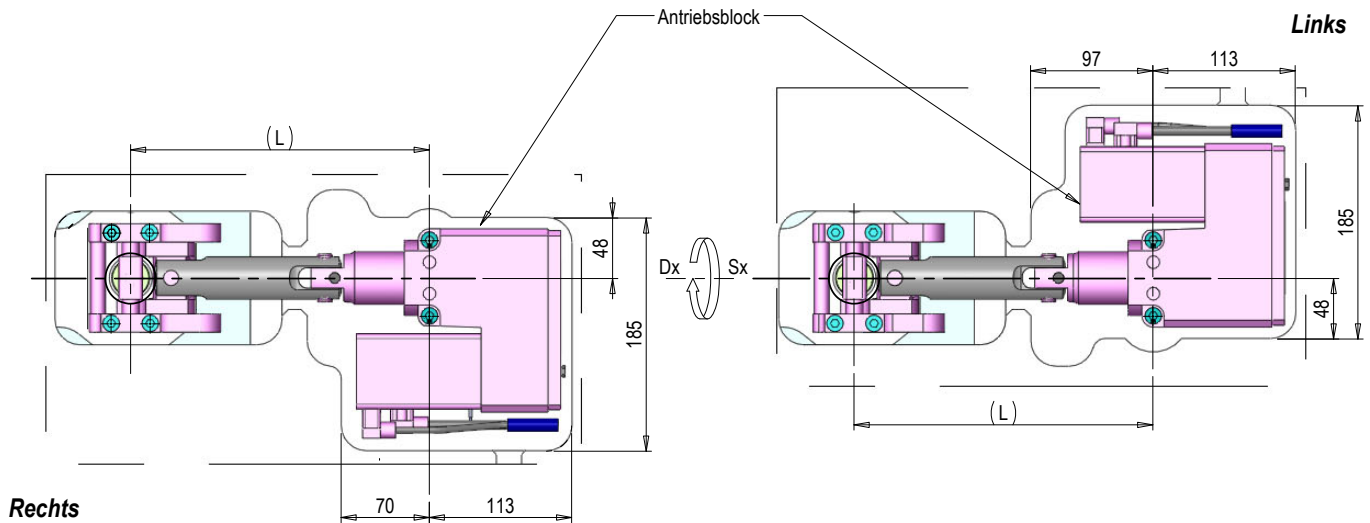 Antriebsblock
Links
97
113
(L)
48
185
Dx
Sx
185
48
(L)
70
113
Rechts